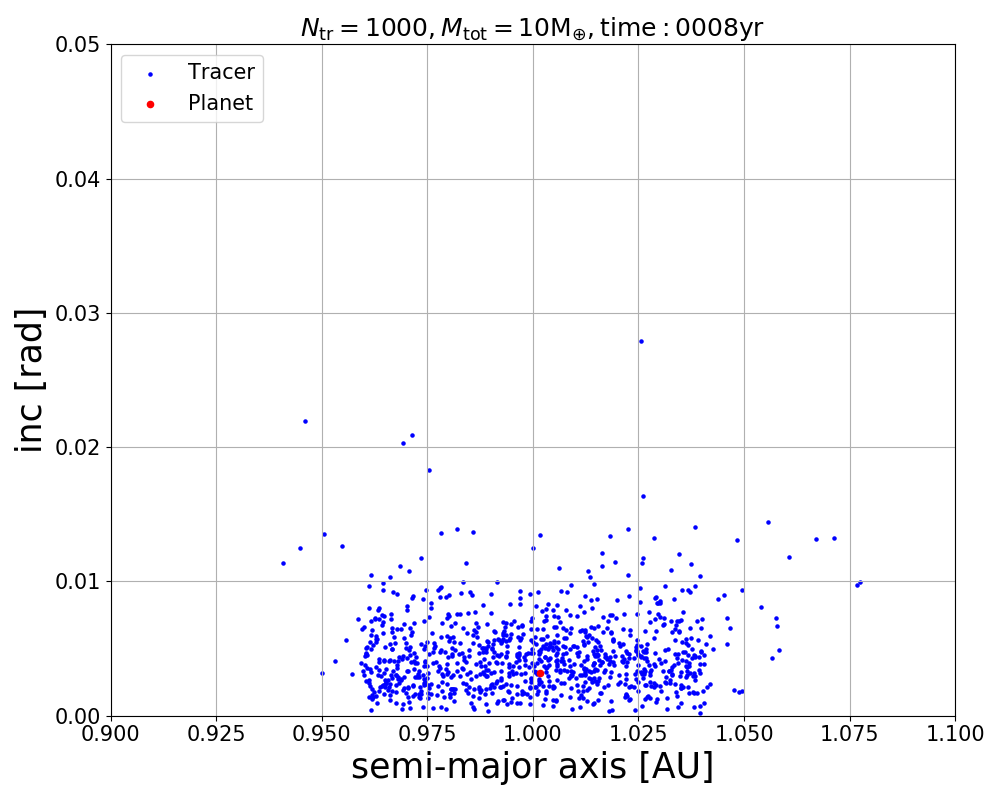 N_tr = 1000, M_tot = 10M_⊕, time : 0008yr
0.05
Tracer
Planet
0.04
0.03
inc [rad]
0.02
0.01
0.00
0.900 0.925 0.950 0.975 1.000 1.025 1.050 1.075 1.100
semi-major axis [AU]